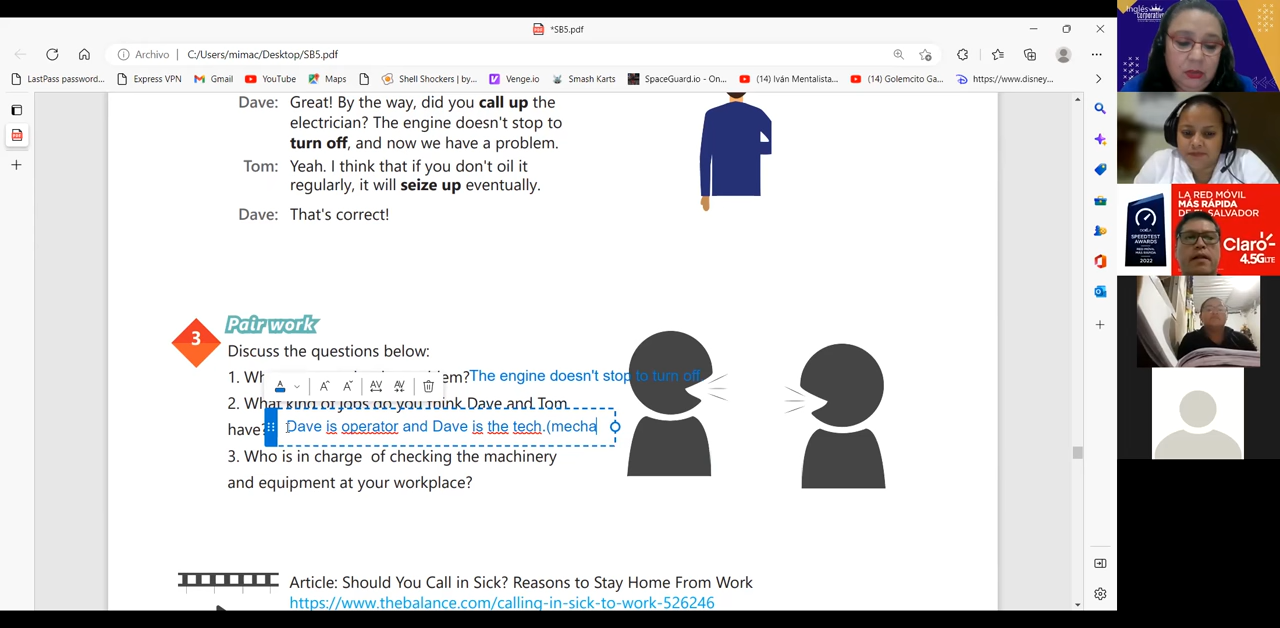 *SB5.pdf
Archivo | C:/Users/mimac/Desktop/SB5.pdf
LastPass password... Express VPN Gmail YouTube Maps Shell Shockers | by... Venge.io Smash Karts SpaceGuard.io - On... (14) Iván Mentalista... (14) Golemcito Ga... https://www.disney...
Dave: Great! By the way, did you call up the
electrician? The engine doesn't stop to
turn off, and now we have a problem.
Tom: Yeah. I think that if you don't oil it
regularly, it will seize up eventually.
Dave: That's correct!
3
Pair work
Discuss the questions below:
1. Wh em? The engine doesn't stop to turn off
2. What kind of jobs do you think Dave and Tom
have? Dave is operator and Dave is the tech.(mecha
3. Who is in charge of checking the machinery
and equipment at your workplace?
Article: Should You Call in Sick? Reasons to Stay Home From Work
https://www.thebalance.com/calling-in-sick-to-work-526246
Inglés
Corporativo
LA RED MÓVIL
MÁS RÁPIDA
DE EL SALVADOR
SPEEDTEST
AWARDS
2022
Claro
4.5G LTE